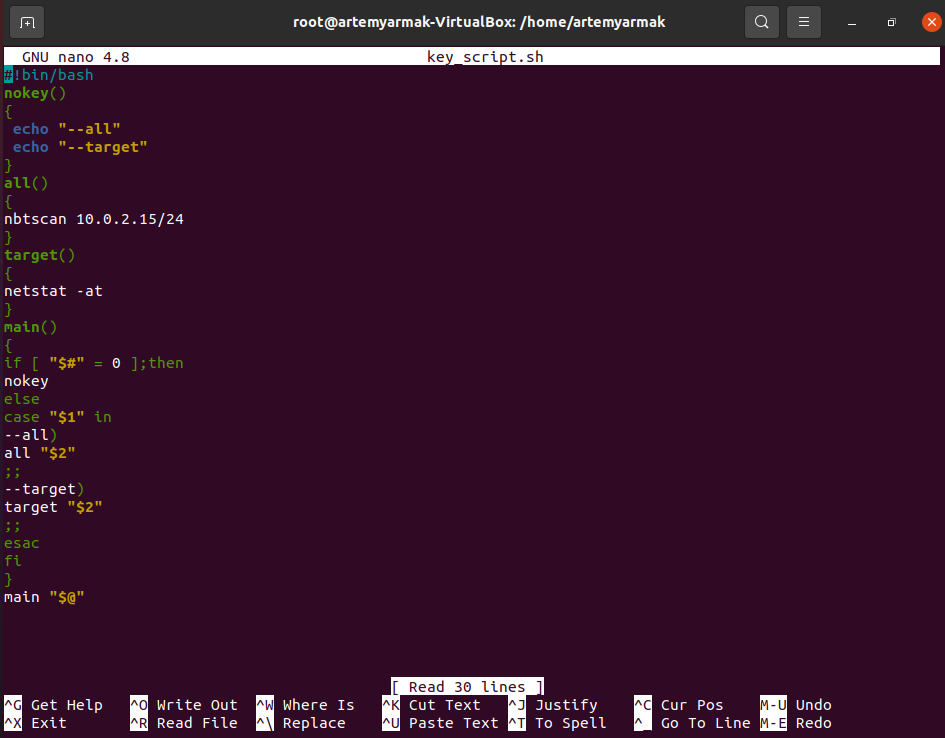 root@artemyarmak-VirtualBox: /home/artemyarmak
GNU nano 4.8 key_script.sh
#!bin/bash
nokey()
{
echo "--all"
echo "--target"
}
all()
{
nbtscan 10.0.2.15/24
}
target()
{
netstat -at
}
main()
{
if [ "$#" = 0 ];then
nokey
else
case "$1" in
--all)
all "$2"
;;
--target)
target "$2"
;;
esac
fi
}
main "$@"
[ Read 30 lines ]
^G Get Help ^O Write Out ^W Where Is ^K Cut Text ^J Justify ^C Cur Pos M-U Undo
^X Exit ^R Read File ^\ Replace ^U Paste Text ^T To Spell ^_ Go To Line M-E Redo